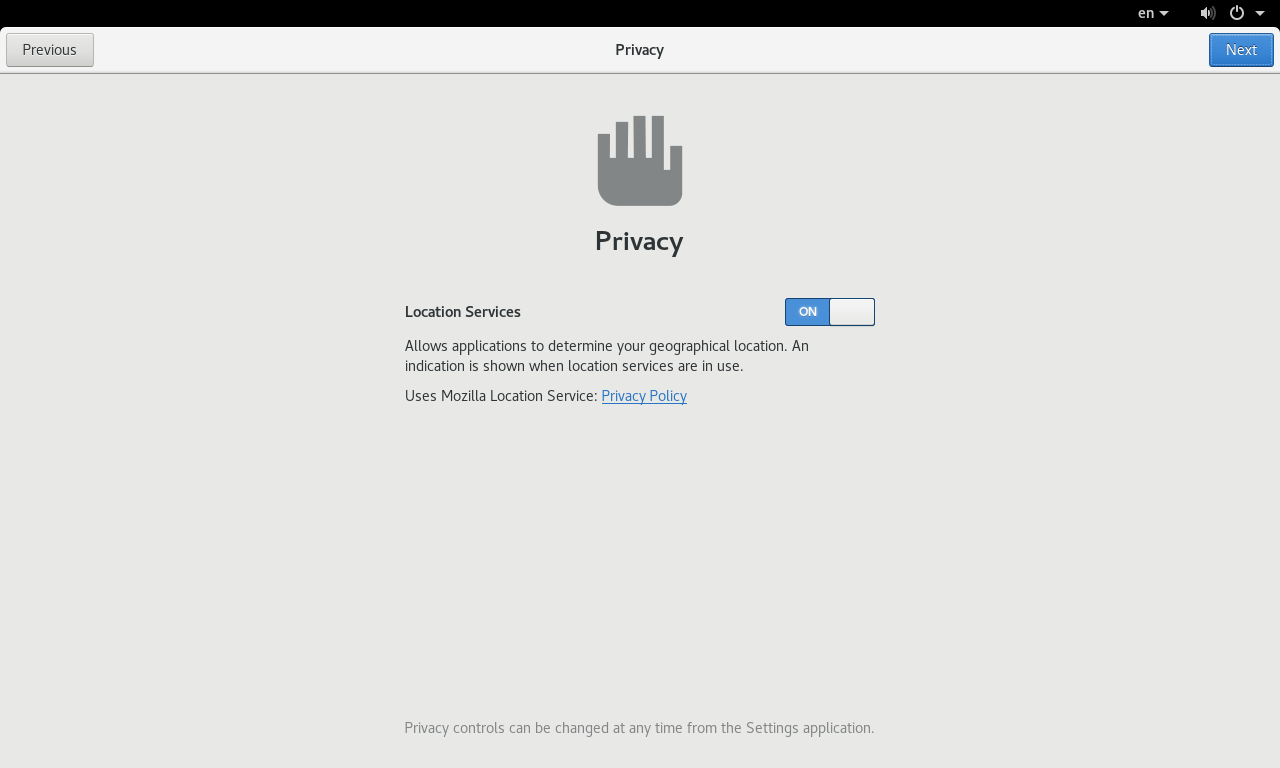 en
Previous
Privacy
Next
Privacy
Location Services
ON
Allows applications to determine your geographical location. An
indication is shown when location services are in use.
Uses Mozilla Location Service: Privacy Policy
Privacy controls can be changed at any time from the Settings application.